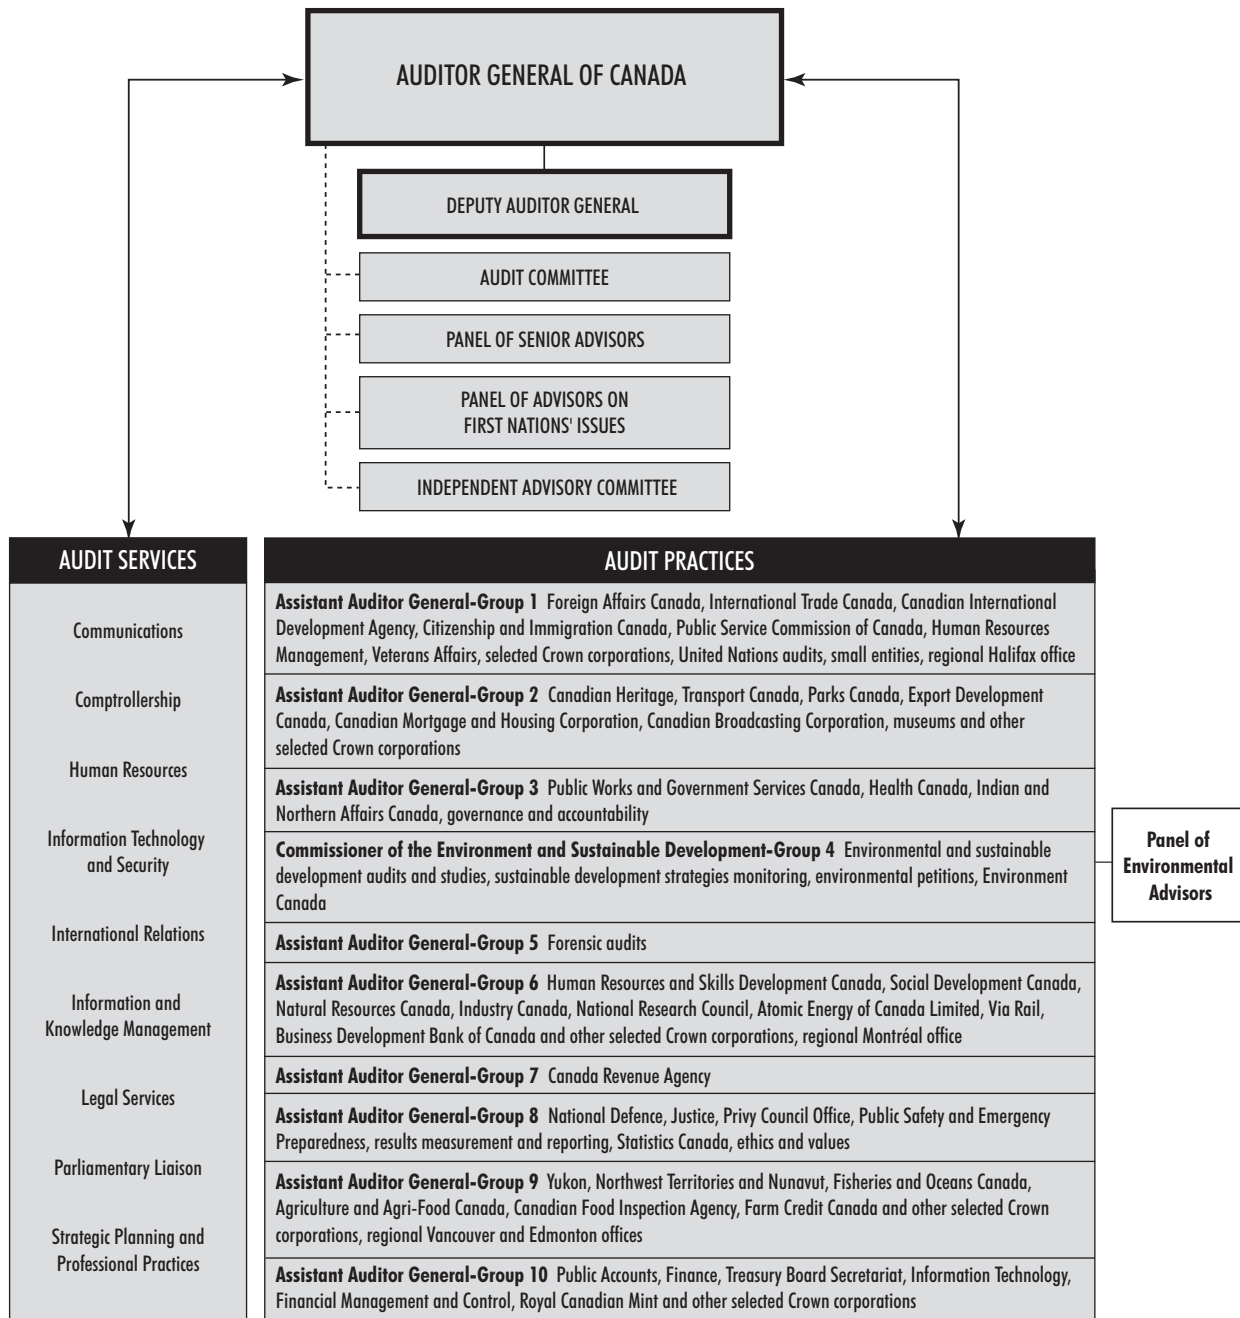 AUDITOR GENERAL OF CANADA
DEPUTY AUDITOR GENERAL
AUDIT COMMITTEE
PANEL OF SENIOR ADVISORS
PANEL OF ADVISORS ON
FIRST NATIONS' ISSUES
INDEPENDENT ADVISORY COMMITTEE
AUDIT SERVICES
Communications
Comptrollership
Human Resources
Information Technology
and Security
International Relations
Information and
Knowledge Management
Legal Services
Parliamentary Liaison
Strategic Planning and
Professional Practices
AUDIT PRACTICES
Assistant Auditor General-Group 1 Foreign Affairs Canada, International Trade Canada, Canadian International
Development Agency, Citizenship and Immigration Canada, Public Service Commission of Canada, Human Resources
Management, Veterans Affairs, selected Crown corporations, United Nations audits, small entities, regional Halifax office
Assistant Auditor General-Group 2 Canadian Heritage, Transport Canada, Parks Canada, Export Development
Canada, Canadian Mortgage and Housing Corporation, Canadian Broadcasting Corporation, museums and other
selected Crown corporations
Assistant Auditor General-Group 3 Public Works and Government Services Canada, Health Canada, Indian and
Northern Affairs Canada, governance and accountability
Commissioner of the Environment and Sustainable Development-Group 4 Environmental and sustainable
development audits and studies, sustainable development strategies monitoring, environmental petitions, Environment
Canada
Assistant Auditor General-Group 5 Forensic audits
Assistant Auditor General-Group 6 Human Resources and Skills Development Canada, Social Development Canada,
Natural Resources Canada, Industry Canada, National Research Council, Atomic Energy of Canada Limited, Via Rail,
Business Development Bank of Canada and other selected Crown corporations, regional Montréal office
Assistant Auditor General-Group 7 Canada Revenue Agency
Assistant Auditor General-Group 8 National Defence, Justice, Privy Council Office, Public Safety and Emergency
Preparedness, results measurement and reporting, Statistics Canada, ethics and values
Assistant Auditor General-Group 9 Yukon, Northwest Territories and Nunavut, Fisheries and Oceans Canada,
Agriculture and Agri-Food Canada, Canadian Food Inspection Agency, Farm Credit Canada and other selected Crown
corporations, regional Vancouver and Edmonton offices
Assistant Auditor General-Group 10 Public Accounts, Finance, Treasury Board Secretariat, Information Technology,
Financial Management and Control, Royal Canadian Mint and other selected Crown corporations
Panel of
Environmental
Advisors